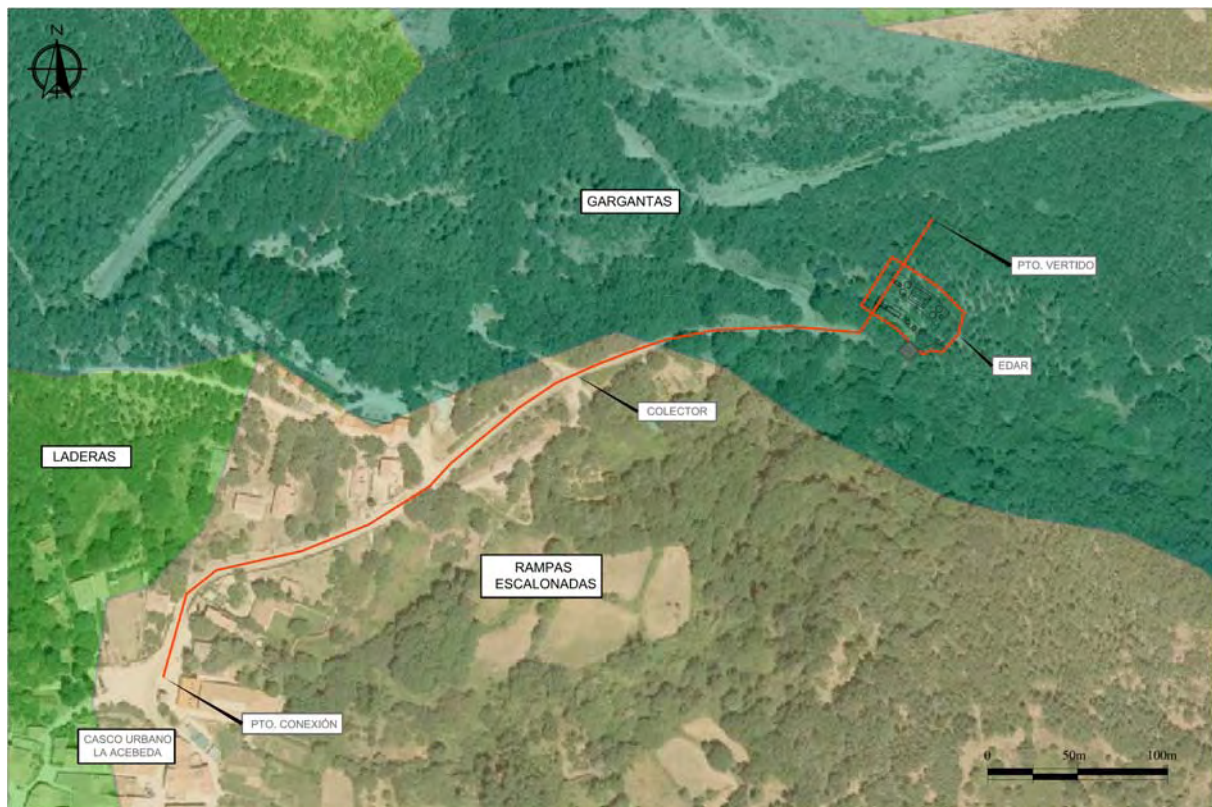 N
GARGANTAS
PTO. VERTIDO
EDAR
COLECTOR
LADERAS
RAMPAS
ESCALONADAS
PTO. CONEXIÓN
CASCO URBANO
LA ACEBEDA
0 50m 100m